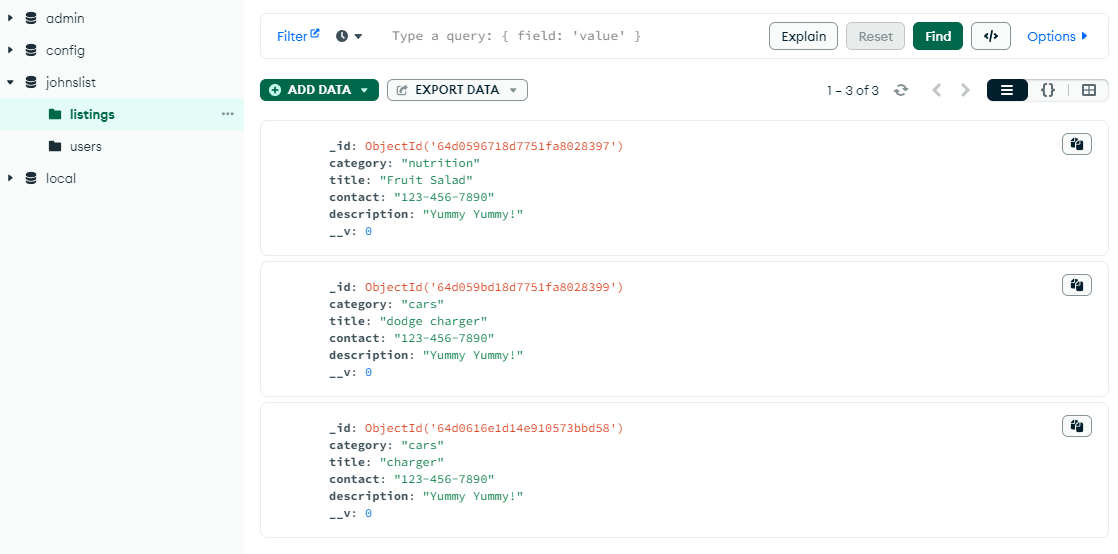 admin
config
johnslist
listings
users
local
Filter
Type a query: { field: 'value' }
Explain
Reset
Find
</>
Options
ADD DATA
EXPORT DATA
1 – 3 of 3
{}
_id: ObjectId('64d0596718d7751fa8028397')
category: "nutrition"
title: "Fruit Salad"
contact: "123-456-7890"
description: "Yummy Yummy!"
__v: 0
_id: ObjectId('64d059bd18d7751fa8028399')
category: "cars"
title: "dodge charger"
contact: "123-456-7890"
description: "Yummy Yummy!"
__v: 0
_id: ObjectId('64d0616e1d14e910573bbd58')
category: "cars"
title: "charger"
contact: "123-456-7890"
description: "Yummy Yummy!"
__v: 0